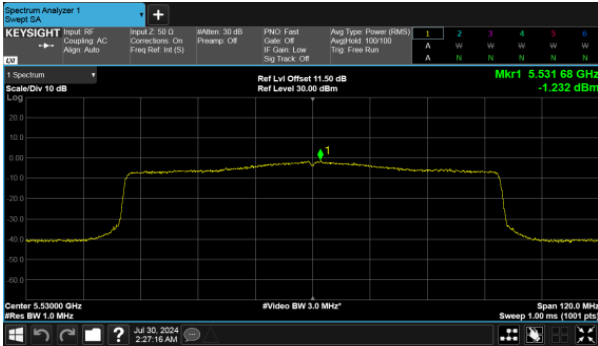 Spectrum Analyzer 1
Swept SA
+
KEYSIGHT
Input: RF
Coupling: AC
Align: Auto
Input Z: 50 Ω
Corrections: On
Freq Ref: Int (S)
#Atten: 30 dB
Preamp: Off
PNO: Fast
Gate: Off
IF Gain: Low
Sig Track: Off
Avg Type: Power (RMS)
Avg|Hold: 100/100
Trig: Free Run
1 2 3 4 5 6
A W W W W W
A N N N N N
LXI
1 Spectrum
Scale/Div 10 dB
Log
Ref Lvl Offset 11.50 dB
Ref Level 30.00 dBm
Mkr1 5.531 68 GHz
-1.232 dBm
20.0
10.0
0.00
-10.0
-20.0
-30.0
-40.0
-50.0
-60.0
1
Center 5.53000 GHz
#Res BW 1.0 MHz
#Video BW 3.0 MHz*
Span 120.0 MHz
Sweep 1.00 ms (1001 pts)
?
Jul 30, 2024
2:27:16 AM